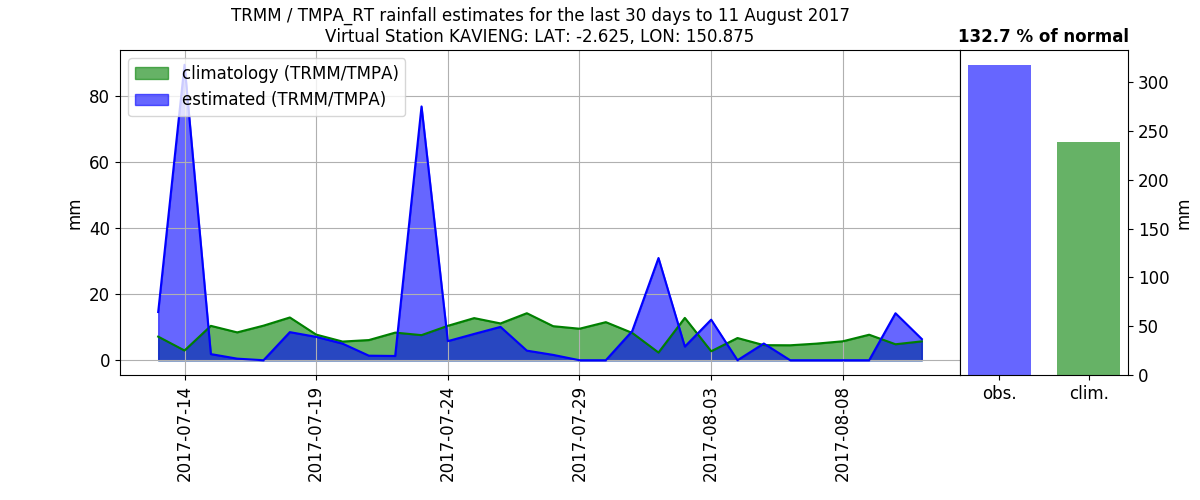 TRMM / TMPA_RT rainfall estimates for the last 30 days to 11 August 2017
Virtual Station KAVIENG: LAT: -2.625, LON: 150.875
132.7 % of normal
climatology (TRMM/TMPA)
estimated (TRMM/TMPA)
80
60
40
20
0
mm
2017-07-14
2017-07-19
2017-07-24
2017-07-29
2017-08-03
2017-08-08
300
250
200
150
100
50
0
mm
obs.
clim.